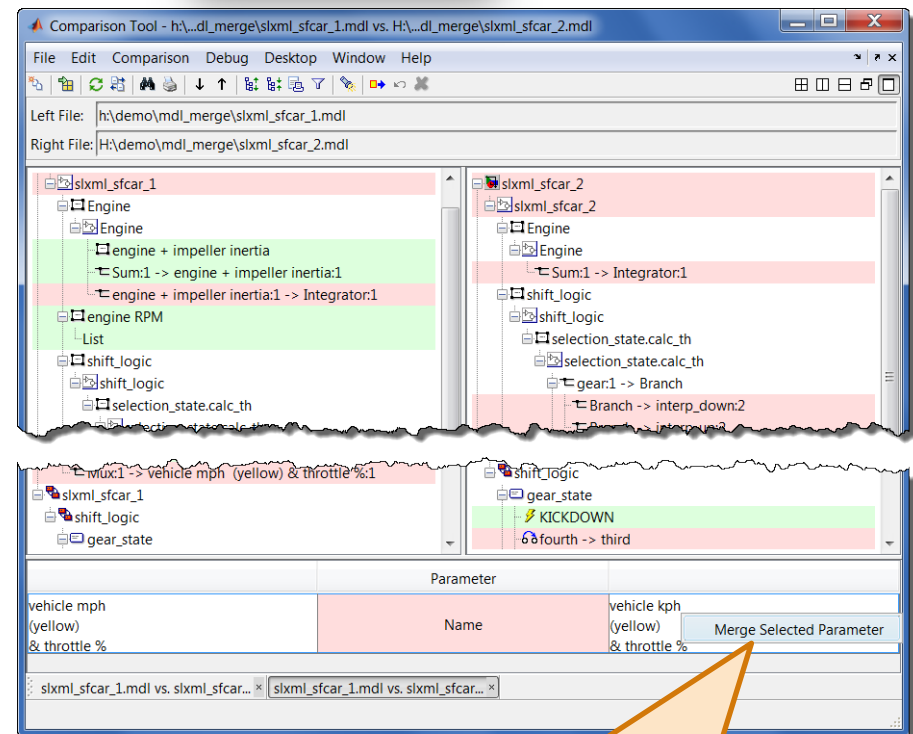 Comparison Tool - h:\...dl_merge\slxml_sfcar_1.mdl vs. H:\...dl_merge\slxml_sfcar_2.mdl
File Edit Comparison Debug Desktop Window Help
Left File: h:\demo\mdl_merge\slxml_sfcar_1.mdl
Right File: H:\demo\mdl_merge\slxml_sfcar_2.mdl
slxml_sfcar_1
Engine
Engine
engine + impeller inertia
Sum:1 -> engine + impeller inertia:1
engine + impeller inertia:1 -> Integrator:1
engine RPM
List
shift_logic
shift_logic
selection_state.calc_th
slxml_sfcar_2
slxml_sfcar_2
Engine
Engine
Sum:1 -> Integrator:1
shift_logic
shift_logic
selection_state.calc_th
selection_state.calc_th
gear:1 -> Branch
Branch -> interp_down:2
Mux:1 -> vehicle mph (yellow) & throttle %:1
slxml_sfcar_1
shift_logic
gear_state
shift_logic
gear_state
KICKDOWN
fourth -> third
Parameter
vehicle mph
(yellow)
& throttle %
Name
vehicle kph
(yellow)
& throttle %
Merge Selected Parameter
slxml_sfcar_1.mdl vs. slxml_sfcar...
slxml_sfcar_1.mdl vs. slxml_sfcar...